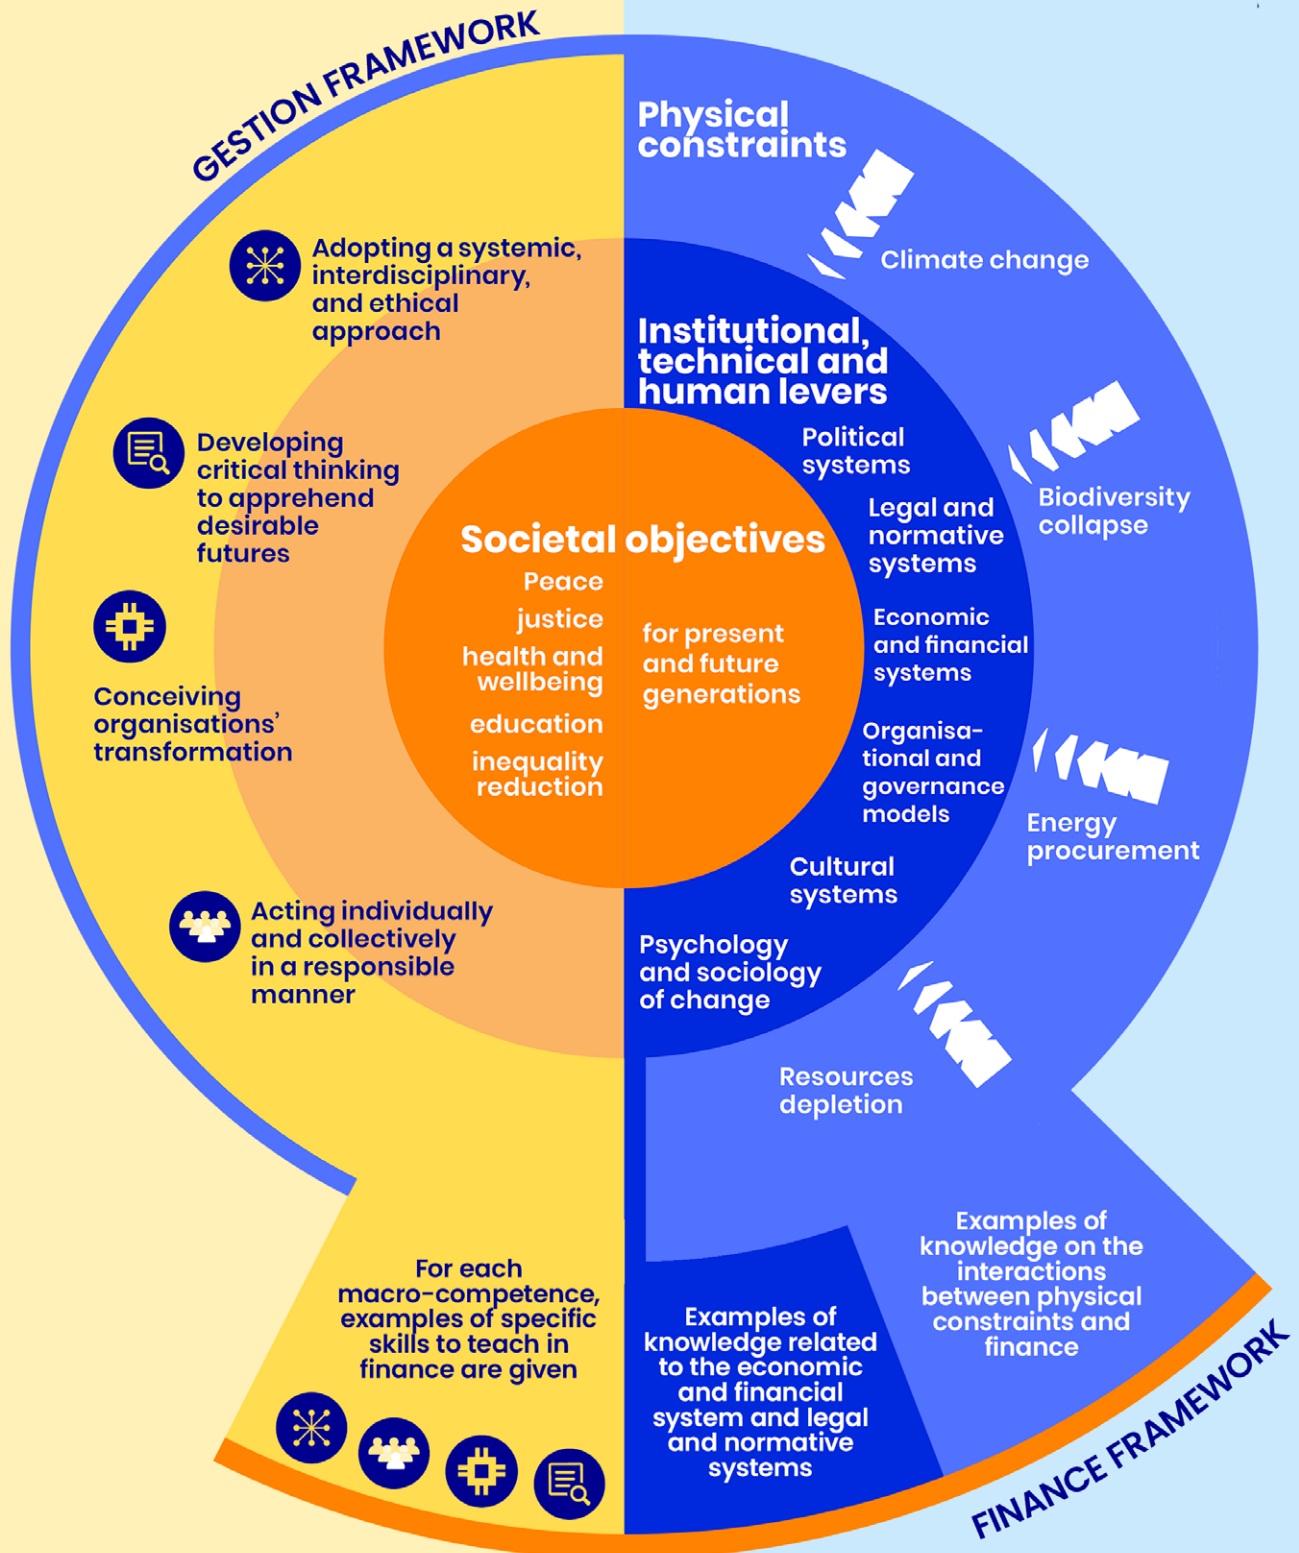 GESTION FRAMEWORK
Physical
constraints
Climate change
Biodiversity
collapse
Energy
procurement
Resources
depletion
Institutional,
technical and
human levers
Political
systems
Legal and
normative
systems
Economic
and financial
systems
Organisa-
tional and
governance
models
Cultural
systems
Psychology
and sociology
of change
Adopting a systemic,
interdisciplinary,
and ethical
approach
Developing
critical thinking
to apprehend
desirable
futures
Conceiving
organisations’
transformation
Acting individually
and collectively
in a responsible
manner
Societal objectives
Peace
justice
health and
wellbeing
education
inequality
reduction
for present
and future
generations
For each
macro-competence,
examples of specific
skills to teach in
finance are given
Examples of
knowledge related
to the economic
and financial
system and legal
and normative
systems
Examples of
knowledge on the
interactions
between physical
constraints and
finance
FINANCE FRAMEWORK